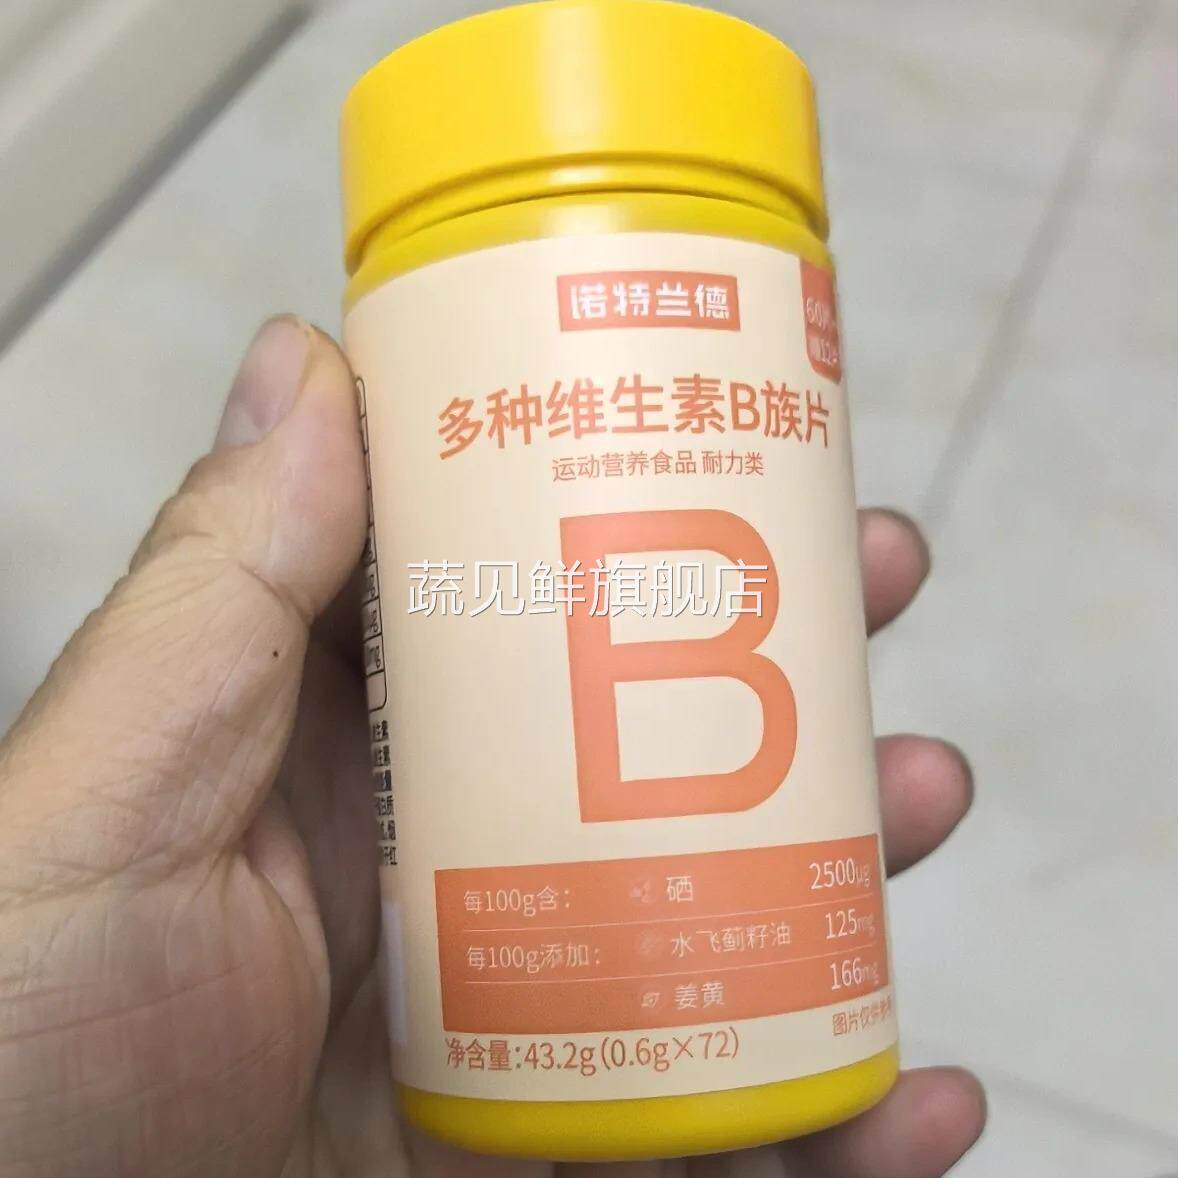 诺特兰德
多种维生素B族片
运动营养食品 耐力类
B
蔬见鲜旗舰店
每100g含： 硒 2500μg
每100g添加： 水飞蓟籽油 125mg
姜黄 166mg
净含量：43.2g(0.6g×72)
图片仅供参考